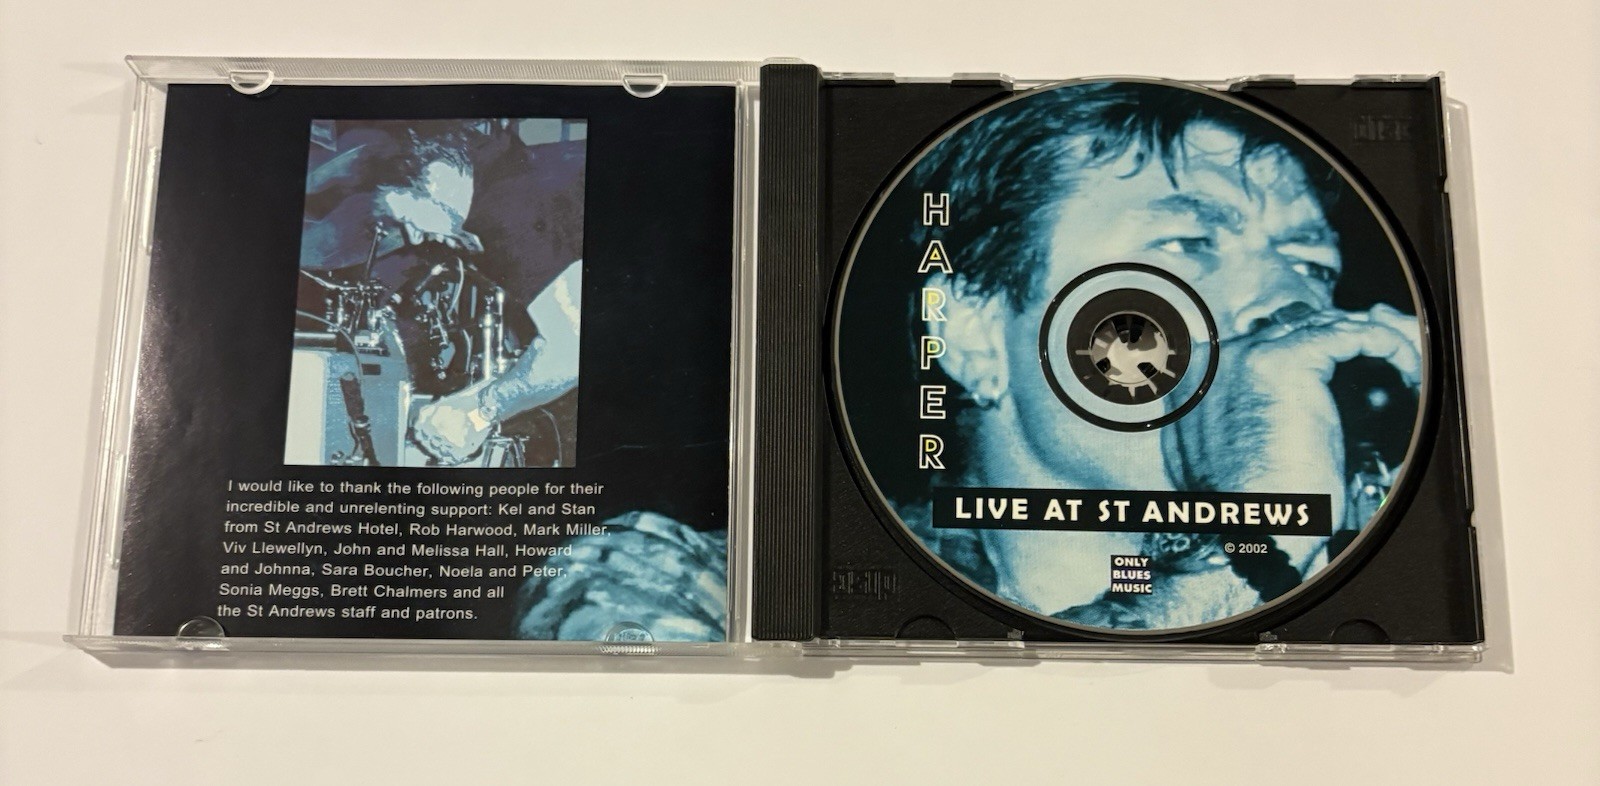 I would like to thank the following people for their
incredible and unrelenting support: Kel and Stan
from St Andrews Hotel, Rob Harwood, Mark Miller,
Viv Llewellyn, John and Melissa Hall, Howard
and Johnna, Sara Boucher, Noela and Peter,
Sonia Meggs, Brett Chalmers and all
the St Andrews staff and patrons.
HARPER
LIVE AT ST ANDREWS
© 2002
ONLY
BLUES
MUSIC